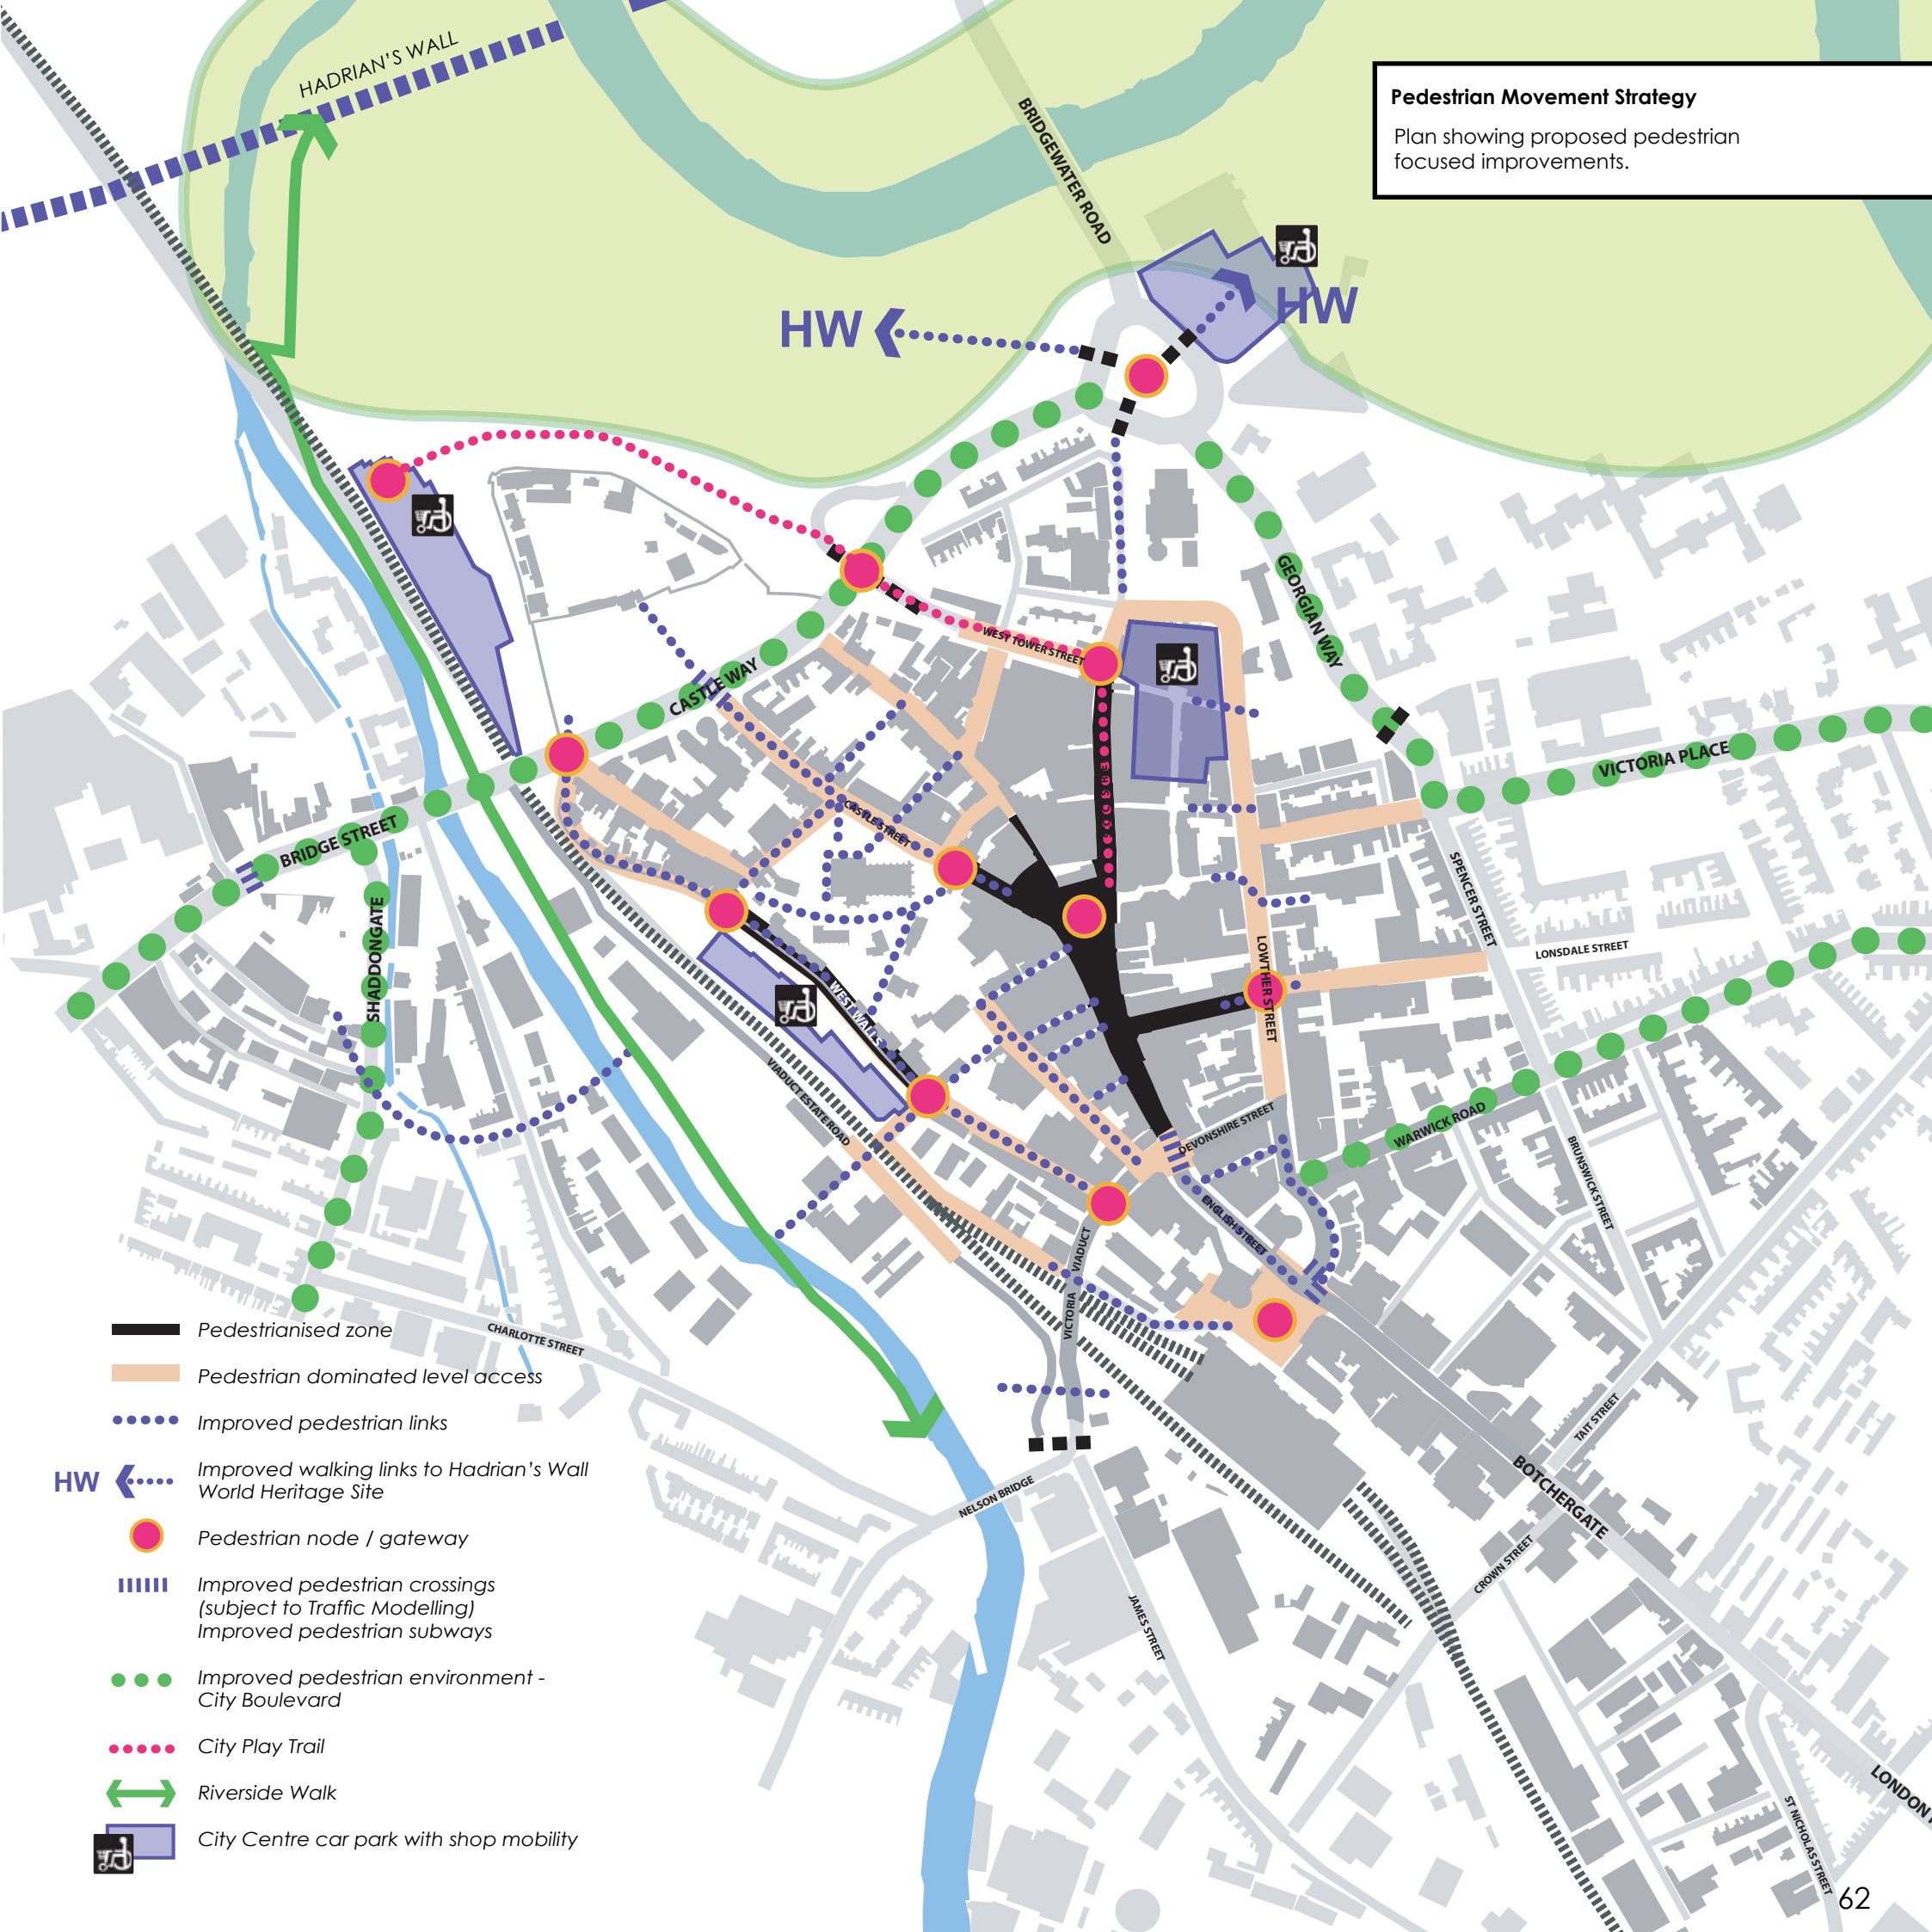 HADRIAN'S WALL
BRIDGEWATER ROAD
Pedestrian Movement Strategy
Plan showing proposed pedestrian
focused improvements.
HW
HW
GEORGIAN WAY
WEST TOWER STREET
CASTLE WAY
VICTORIA PLACE
CASTLE STREET
BRIDGE STREET
SPENCER STREET
SHADDONGATE
LONSDALE STREET
LOWTHER STREET
WEST WALLS
VIADUCT ESTATE ROAD
DEVONSHIRE STREET
WARWICK ROAD
BRUNSWICK STREET
ENGLISH STREET
VICTORIA VIADUCT
CHARLOTTE STREET
TAIT STREET
BOTCHERGATE
NELSON BRIDGE
CROWN STREET
JAMES STREET
LONDON
ST NICHOLAS STREET
Pedestrianised zone
Pedestrian dominated level access
Improved pedestrian links
HW
Improved walking links to Hadrian's Wall
World Heritage Site
Pedestrian node / gateway
Improved pedestrian crossings
(subject to Traffic Modelling)
Improved pedestrian subways
Improved pedestrian environment -
City Boulevard
City Play Trail
Riverside Walk
City Centre car park with shop mobility
62